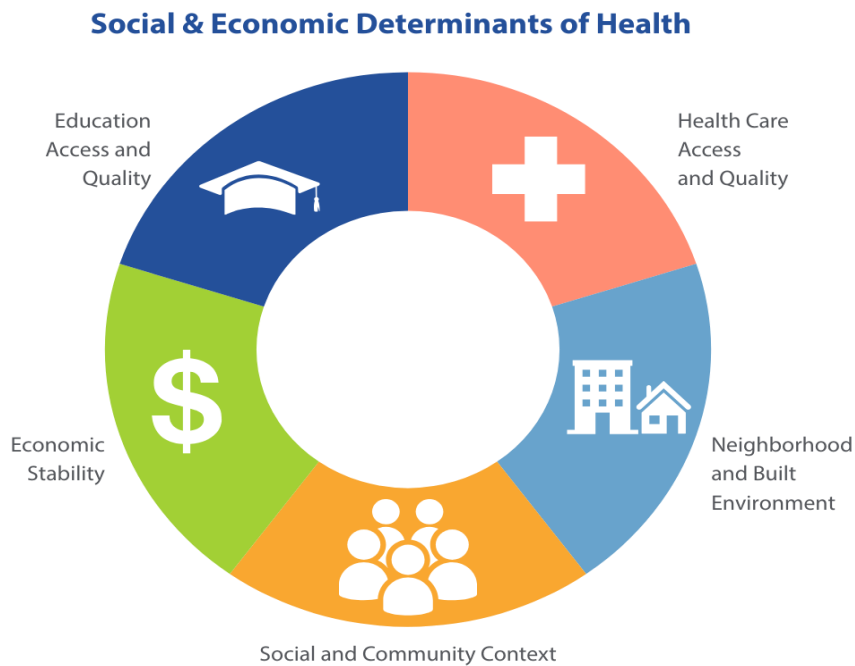 Social & Economic Determinants of Health
Education
Access and
Quality
Health Care
Access
and Quality
$
Economic
Stability
Neighborhood
and Built
Environment
Social and Community Context